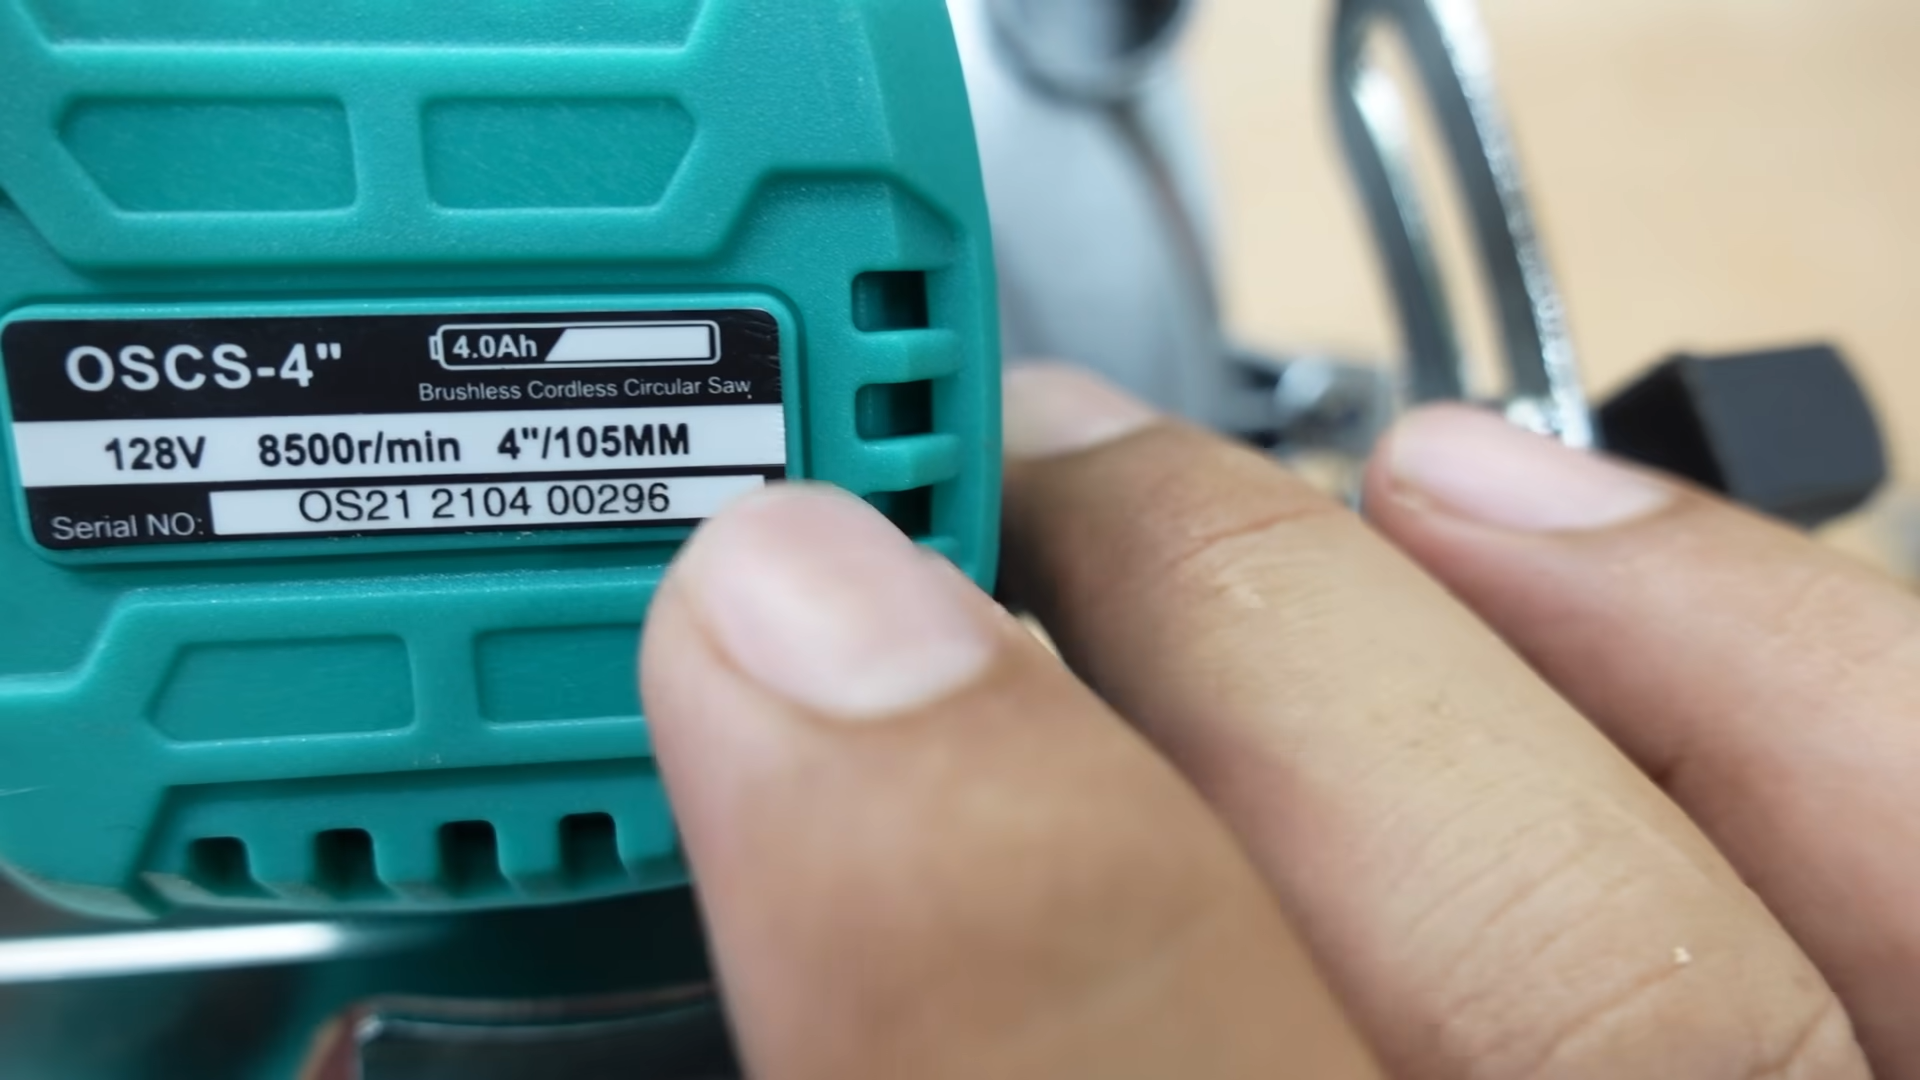 OSCS-4"
4.0Ah
Brushless Cordless Circular Saw
128V 8500r/min 4"/105MM
Serial NO: OS21 2104 00296